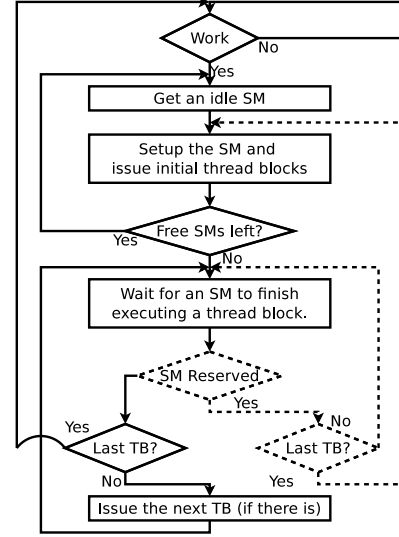 Work
No
Yes
Get an idle SM
Setup the SM and
issue initial thread blocks
Free SMs left?
Yes
No
Wait for an SM to finish
executing a thread block.
SM Reserved
Yes
No
Yes
Last TB?
Last TB?
No
Yes
Issue the next TB (if there is)